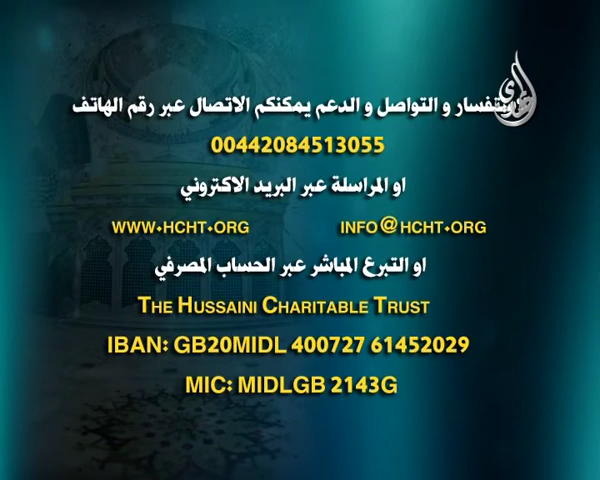 للاستفسار و التواصل و الدعم يمكنكم الاتصال عبر رقم الهاتف
00442084513055
او المراسلة عبر البريد الاكتروني
WWW.HCHT.ORG INFO@HCHT.ORG
او التبرع المباشر عبر الحساب المصرفي
THE HUSSAINI CHARITABLE TRUST
IBAN: GB20MIDL 400727 61452029
MIC: MIDLGB 2143G